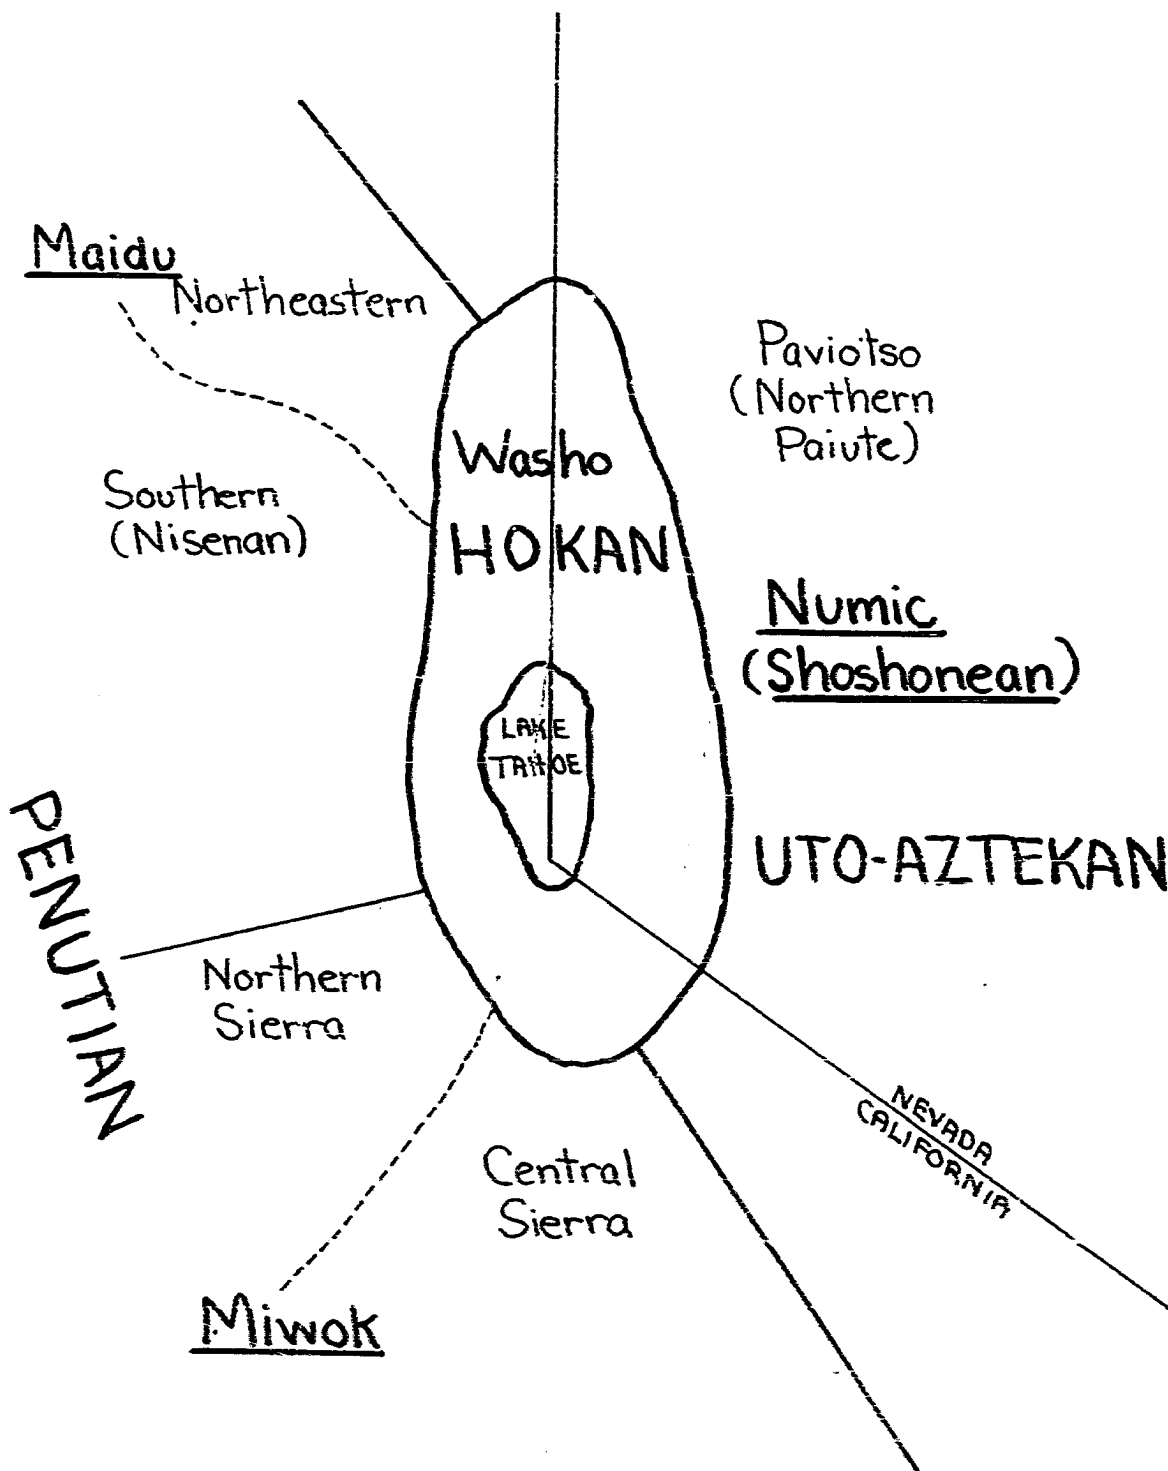 Maidu
Northeastern
Paviotso
(Northern
Paiute)
Washo
HOKAN
Southern
(Nisenan)
Numic
(Shoshonean)
LAKE
TAHOE
UTO-AZTEKAN
PENUTIAN
Northern
Sierra
NEVADA
CALIFORNIA
Central
Sierra
Miwok